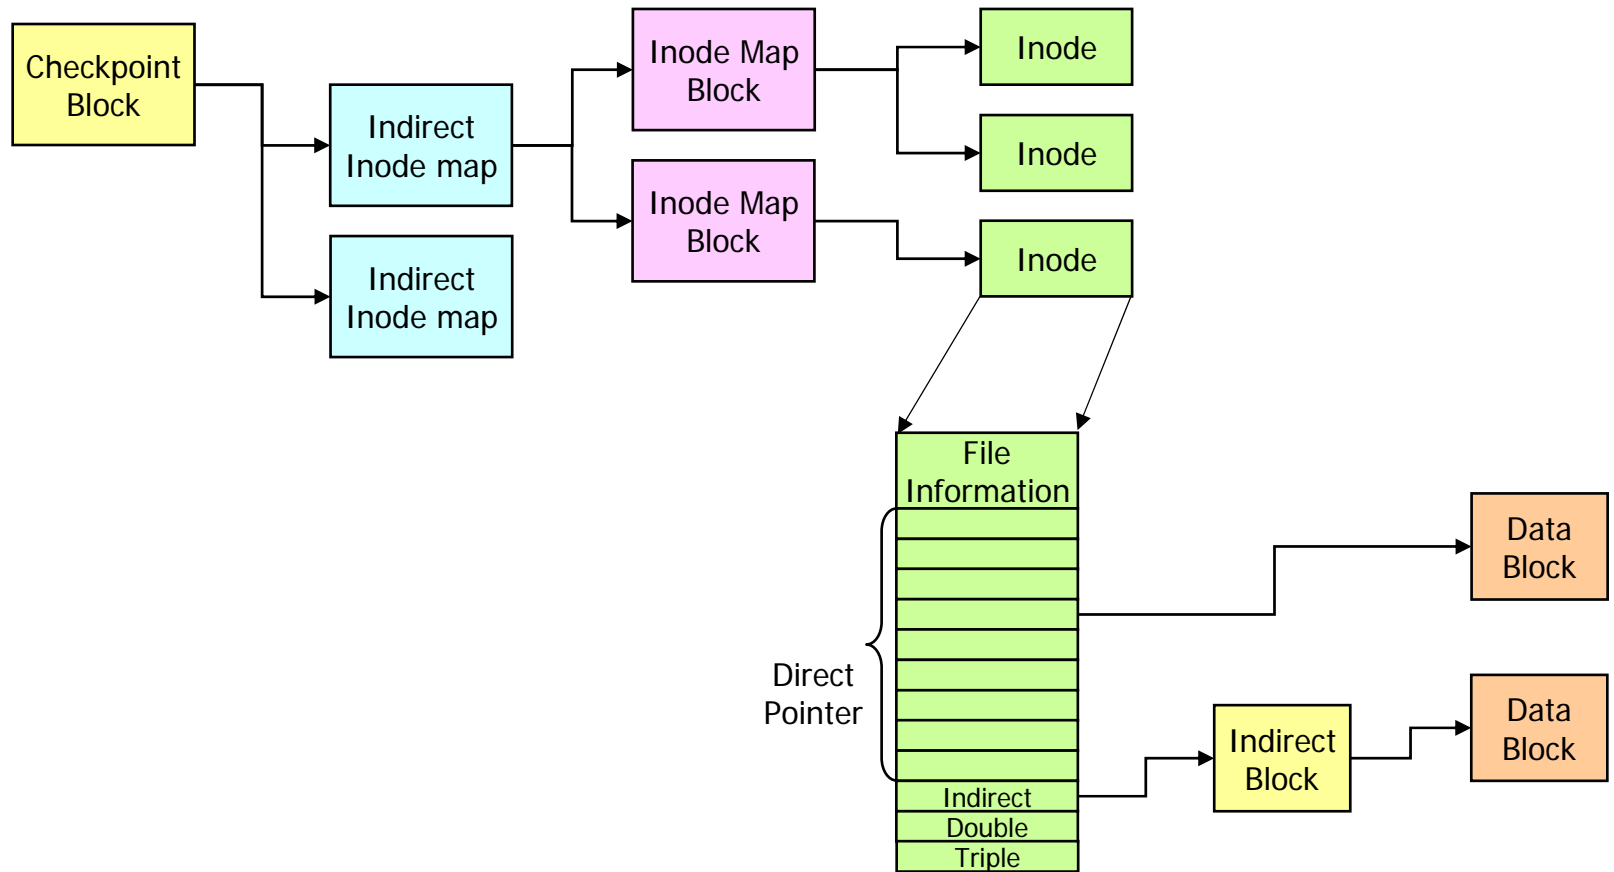 Checkpoint
Block
Indirect
Inode map
Indirect
Inode map
Inode Map
Block
Inode Map
Block
Inode
Inode
Inode
File
Information
Direct
Pointer
Indirect
Double
Triple
Indirect
Block
Data
Block
Data
Block